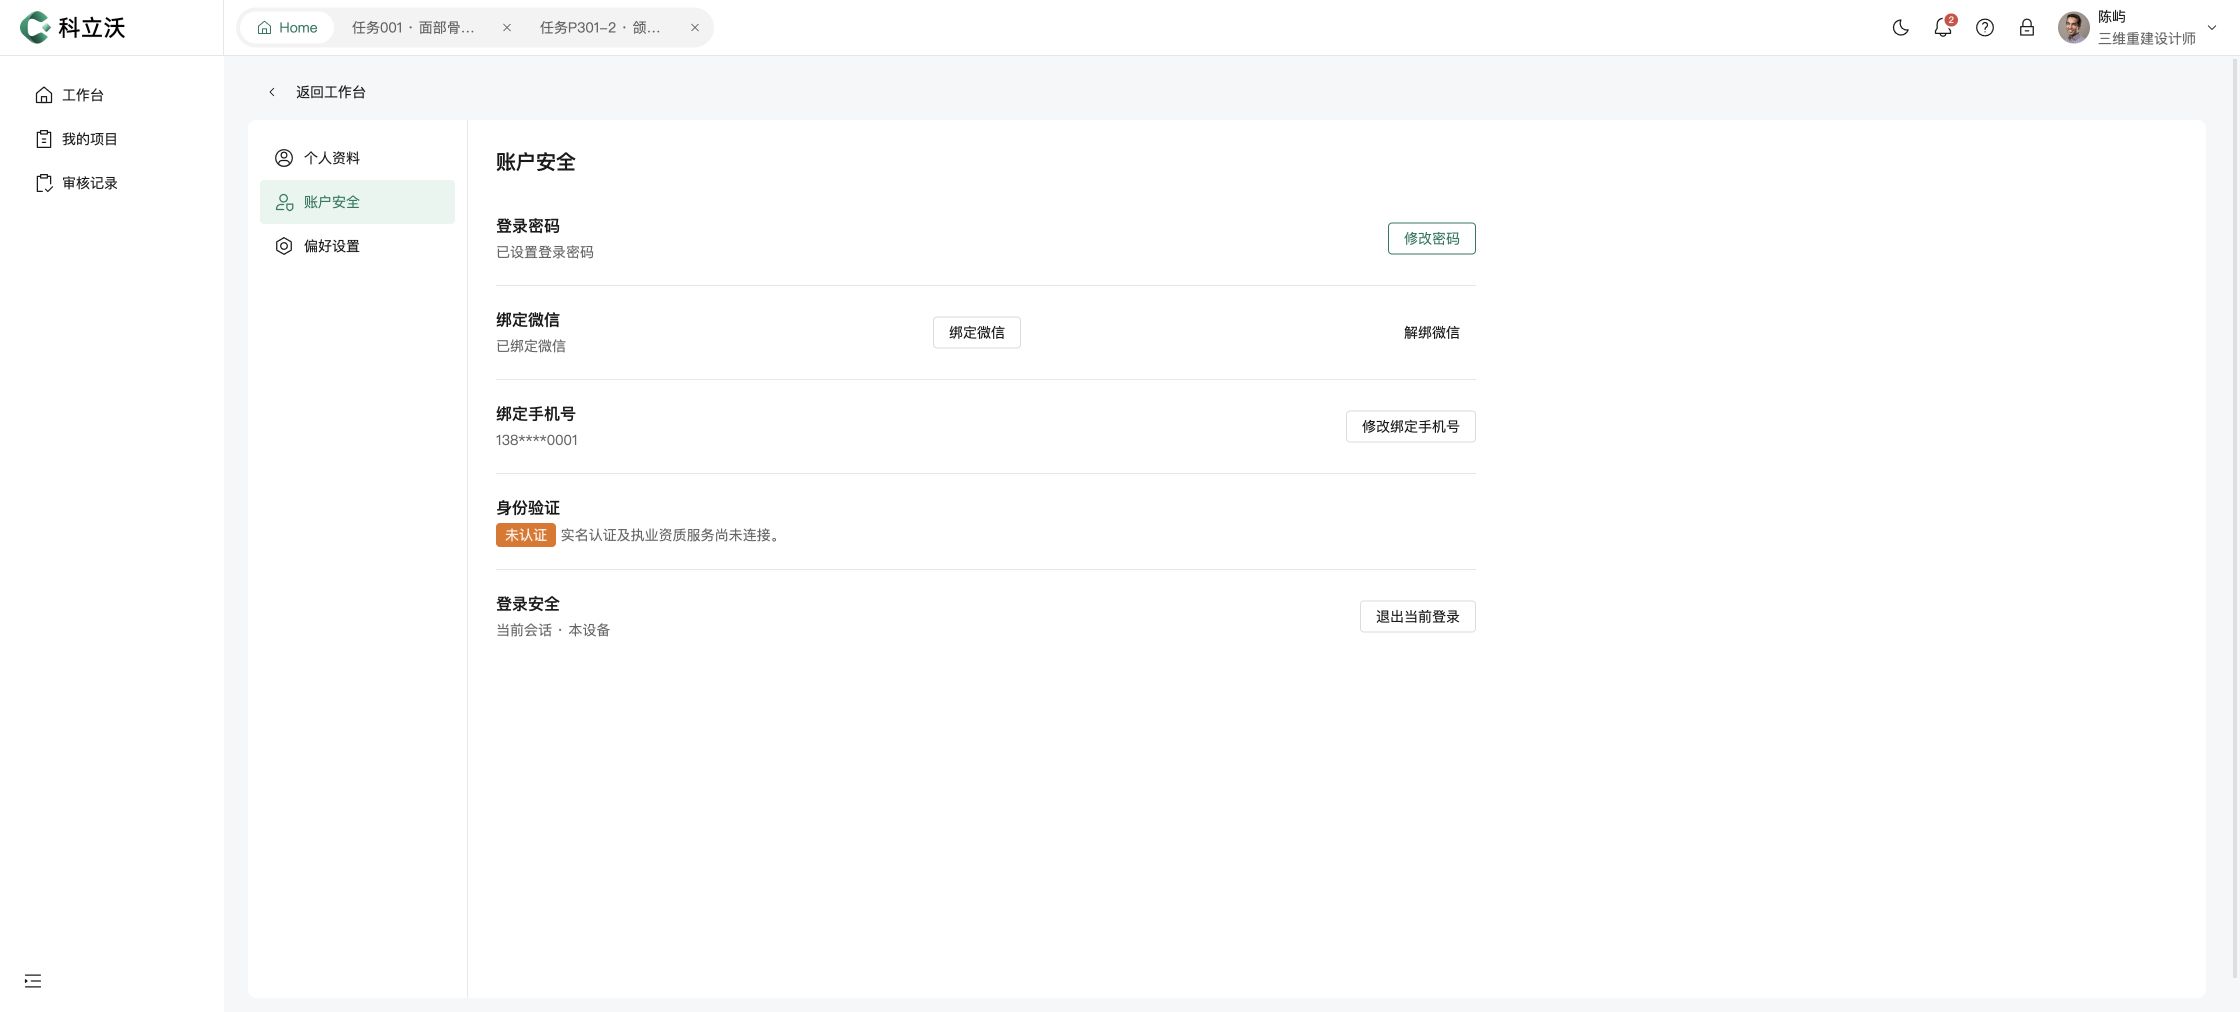 科立沃
Home
任务001 · 面部骨...
任务P301-2 · 颌...
2
陈屿
三维重建设计师
工作台
我的项目
审核记录
返回工作台
个人资料
账户安全
偏好设置
账户安全
登录密码
已设置登录密码
修改密码
绑定微信
已绑定微信
绑定微信
解绑微信
绑定手机号
138****0001
修改绑定手机号
身份验证
未认证 实名认证及执业资质服务尚未连接。
登录安全
当前会话 · 本设备
退出当前登录